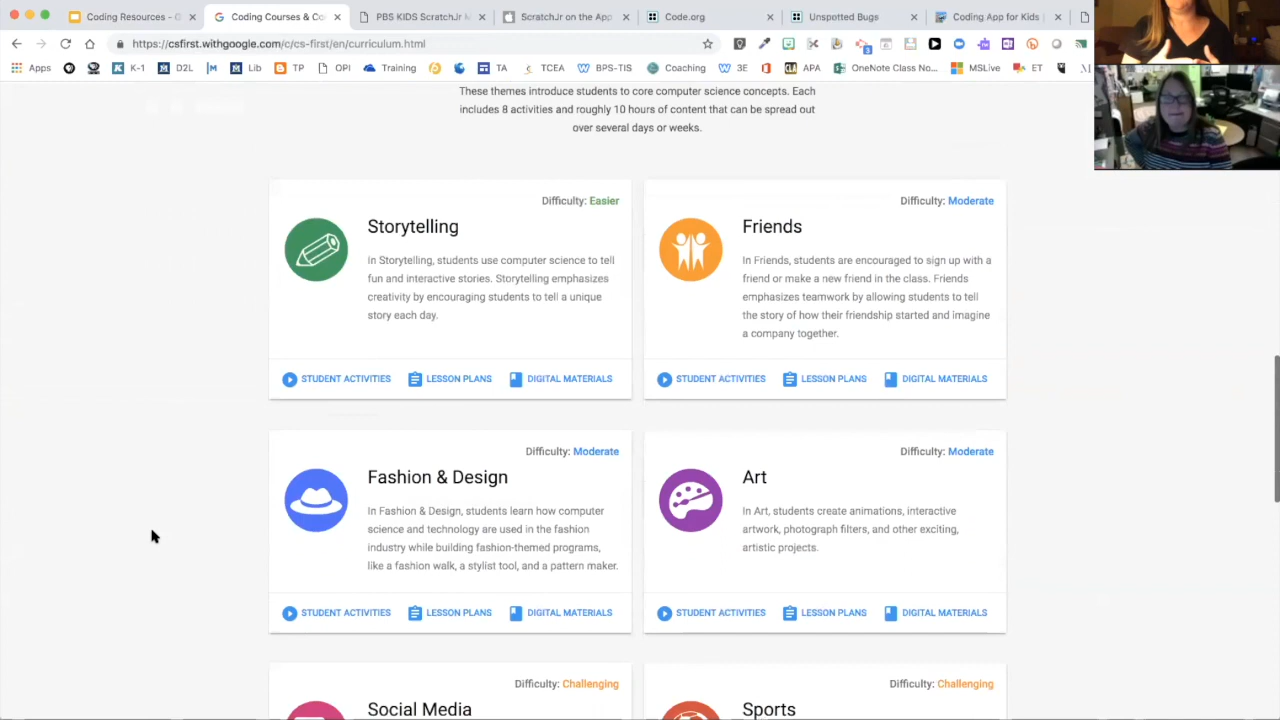 Coding Resources - G
Coding Courses & Co
PBS KIDS ScratchJr M
ScratchJr on the App
Code.org
Unspotted Bugs
Coding App for Kids
https://csfirst.withgoogle.com/c/cs-first/en/curriculum.html
Apps K-1 D2L Lib TP OPI Training TA TCEA BPS-TIS Coaching 3E APA OneNote Class No... MSLive ET
These themes introduce students to core computer science concepts. Each
includes 8 activities and roughly 10 hours of content that can be spread out
over several days or weeks.
Difficulty: Easier
Storytelling
In Storytelling, students use computer science to tell
fun and interactive stories. Storytelling emphasizes
creativity by encouraging students to tell a unique
story each day.
STUDENT ACTIVITIES LESSON PLANS DIGITAL MATERIALS
Difficulty: Moderate
Friends
In Friends, students are encouraged to sign up with a
friend or make a new friend in the class. Friends
emphasizes teamwork by allowing students to tell
the story of how their friendship started and imagine
a company together.
STUDENT ACTIVITIES LESSON PLANS DIGITAL MATERIALS
Difficulty: Moderate
Fashion & Design
In Fashion & Design, students learn how computer
science and technology are used in the fashion
industry while building fashion-themed programs,
like a fashion walk, a stylist tool, and a pattern maker.
STUDENT ACTIVITIES LESSON PLANS DIGITAL MATERIALS
Difficulty: Moderate
Art
In Art, students create animations, interactive
artwork, photograph filters, and other exciting,
artistic projects.
STUDENT ACTIVITIES LESSON PLANS DIGITAL MATERIALS
Difficulty: Challenging
Social Media
Difficulty: Challenging
Sports